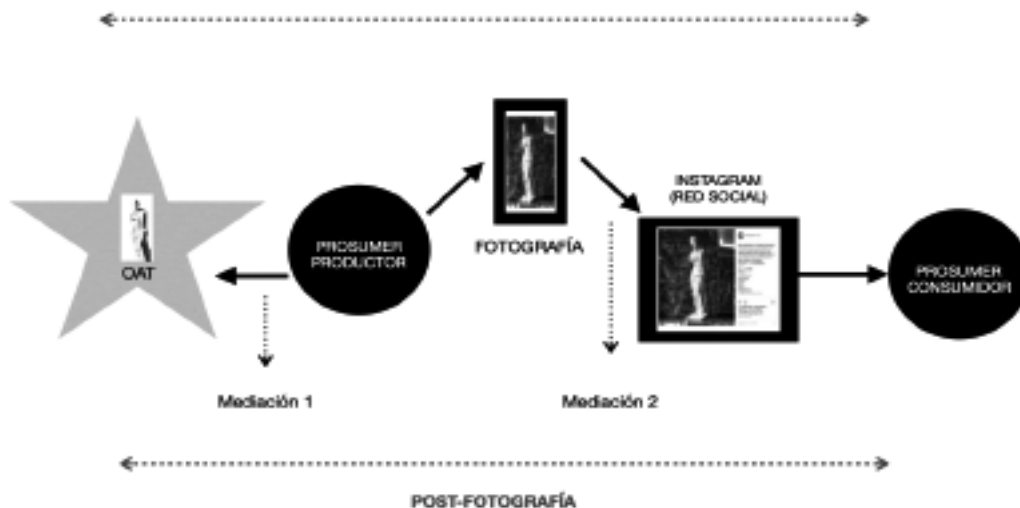 OAT
PROSUMER
PRODUCTOR
FOTOGRAFÍA
INSTAGRAM
(RED SOCIAL)
PROSUMER
CONSUMIDOR
Mediación 1
Mediación 2
POST-FOTOGRAFÍA